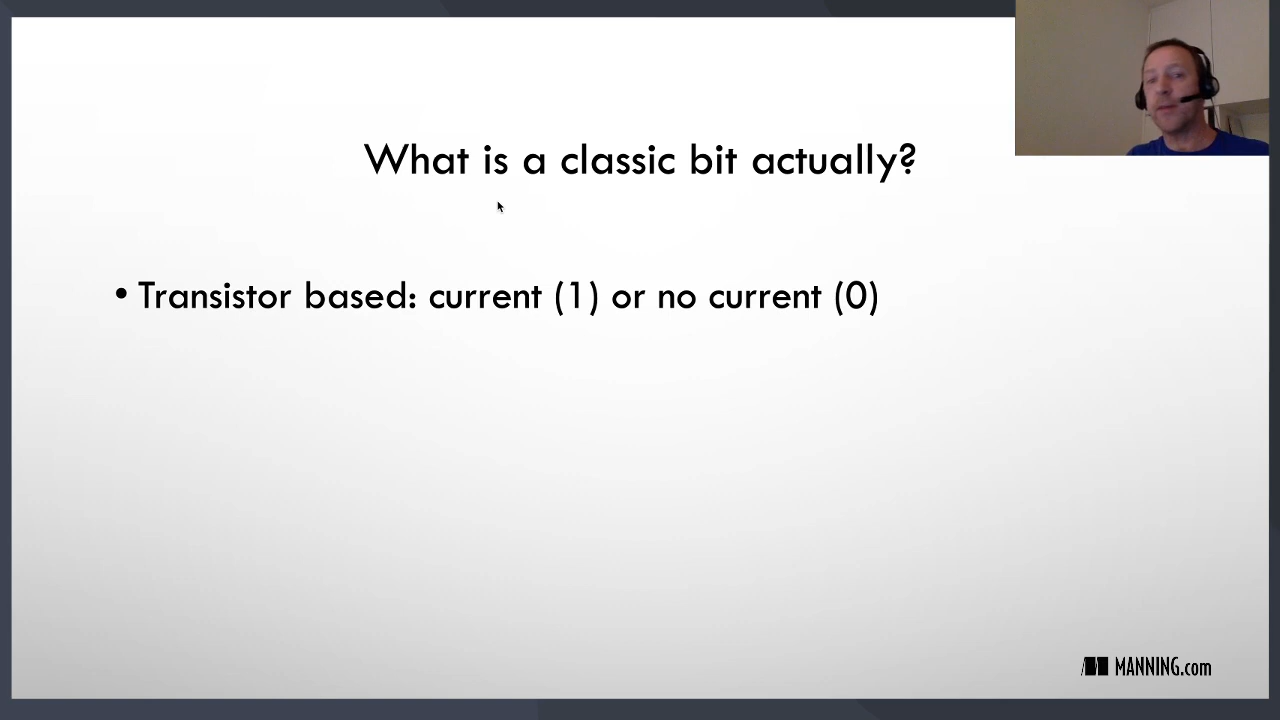 What is a classic bit actually?
• Transistor based: current (1) or no current (0)
MANNING.com